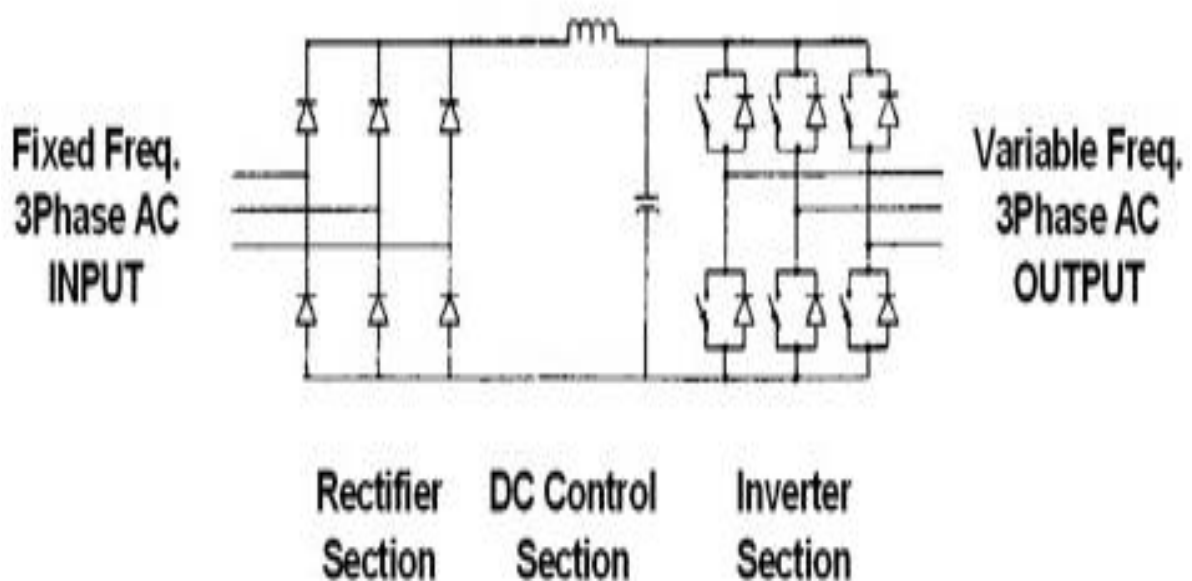 Fixed Freq.
3Phase AC
INPUT
Variable Freq.
3Phase AC
OUTPUT
Rectifier
Section
DC Control
Section
Inverter
Section